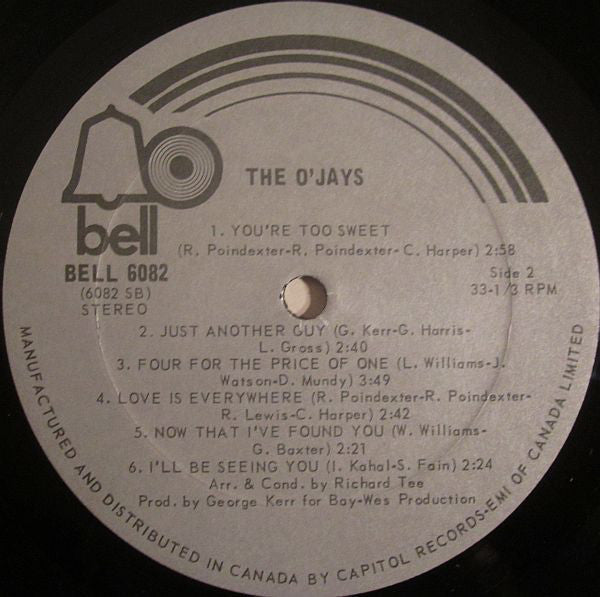 bell
THE O'JAYS
1. YOU'RE TOO SWEET
(R. Poindexter-R. Poindexter-C. Harper) 2:58
BELL 6082
(6082 SB)
STEREO
Side 2
33-1/3 RPM
2. JUST ANOTHER GUY (G. Kerr-G. Harris-
L. Gross) 2:40
3. FOUR FOR THE PRICE OF ONE (L. Williams-J.
Watson-D. Mundy) 3:49
4. LOVE IS EVERYWHERE (R. Poindexter-R. Poindexter-
R. Lewis-C. Harper) 2:42
5. NOW THAT I'VE FOUND YOU (W. Williams-
G. Baxter) 2:21
6. I'LL BE SEEING YOU (I. Kahal-S. Fain) 2:24
Arr. & Cond. by Richard Tee
Prod. by George Kerr for Bay-Wes Production
MANUFACTURED AND DISTRIBUTED IN CANADA BY CAPITOL RECORDS-EMI OF CANADA LIMITED